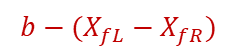 b − (X_{fL} − X_{fR})